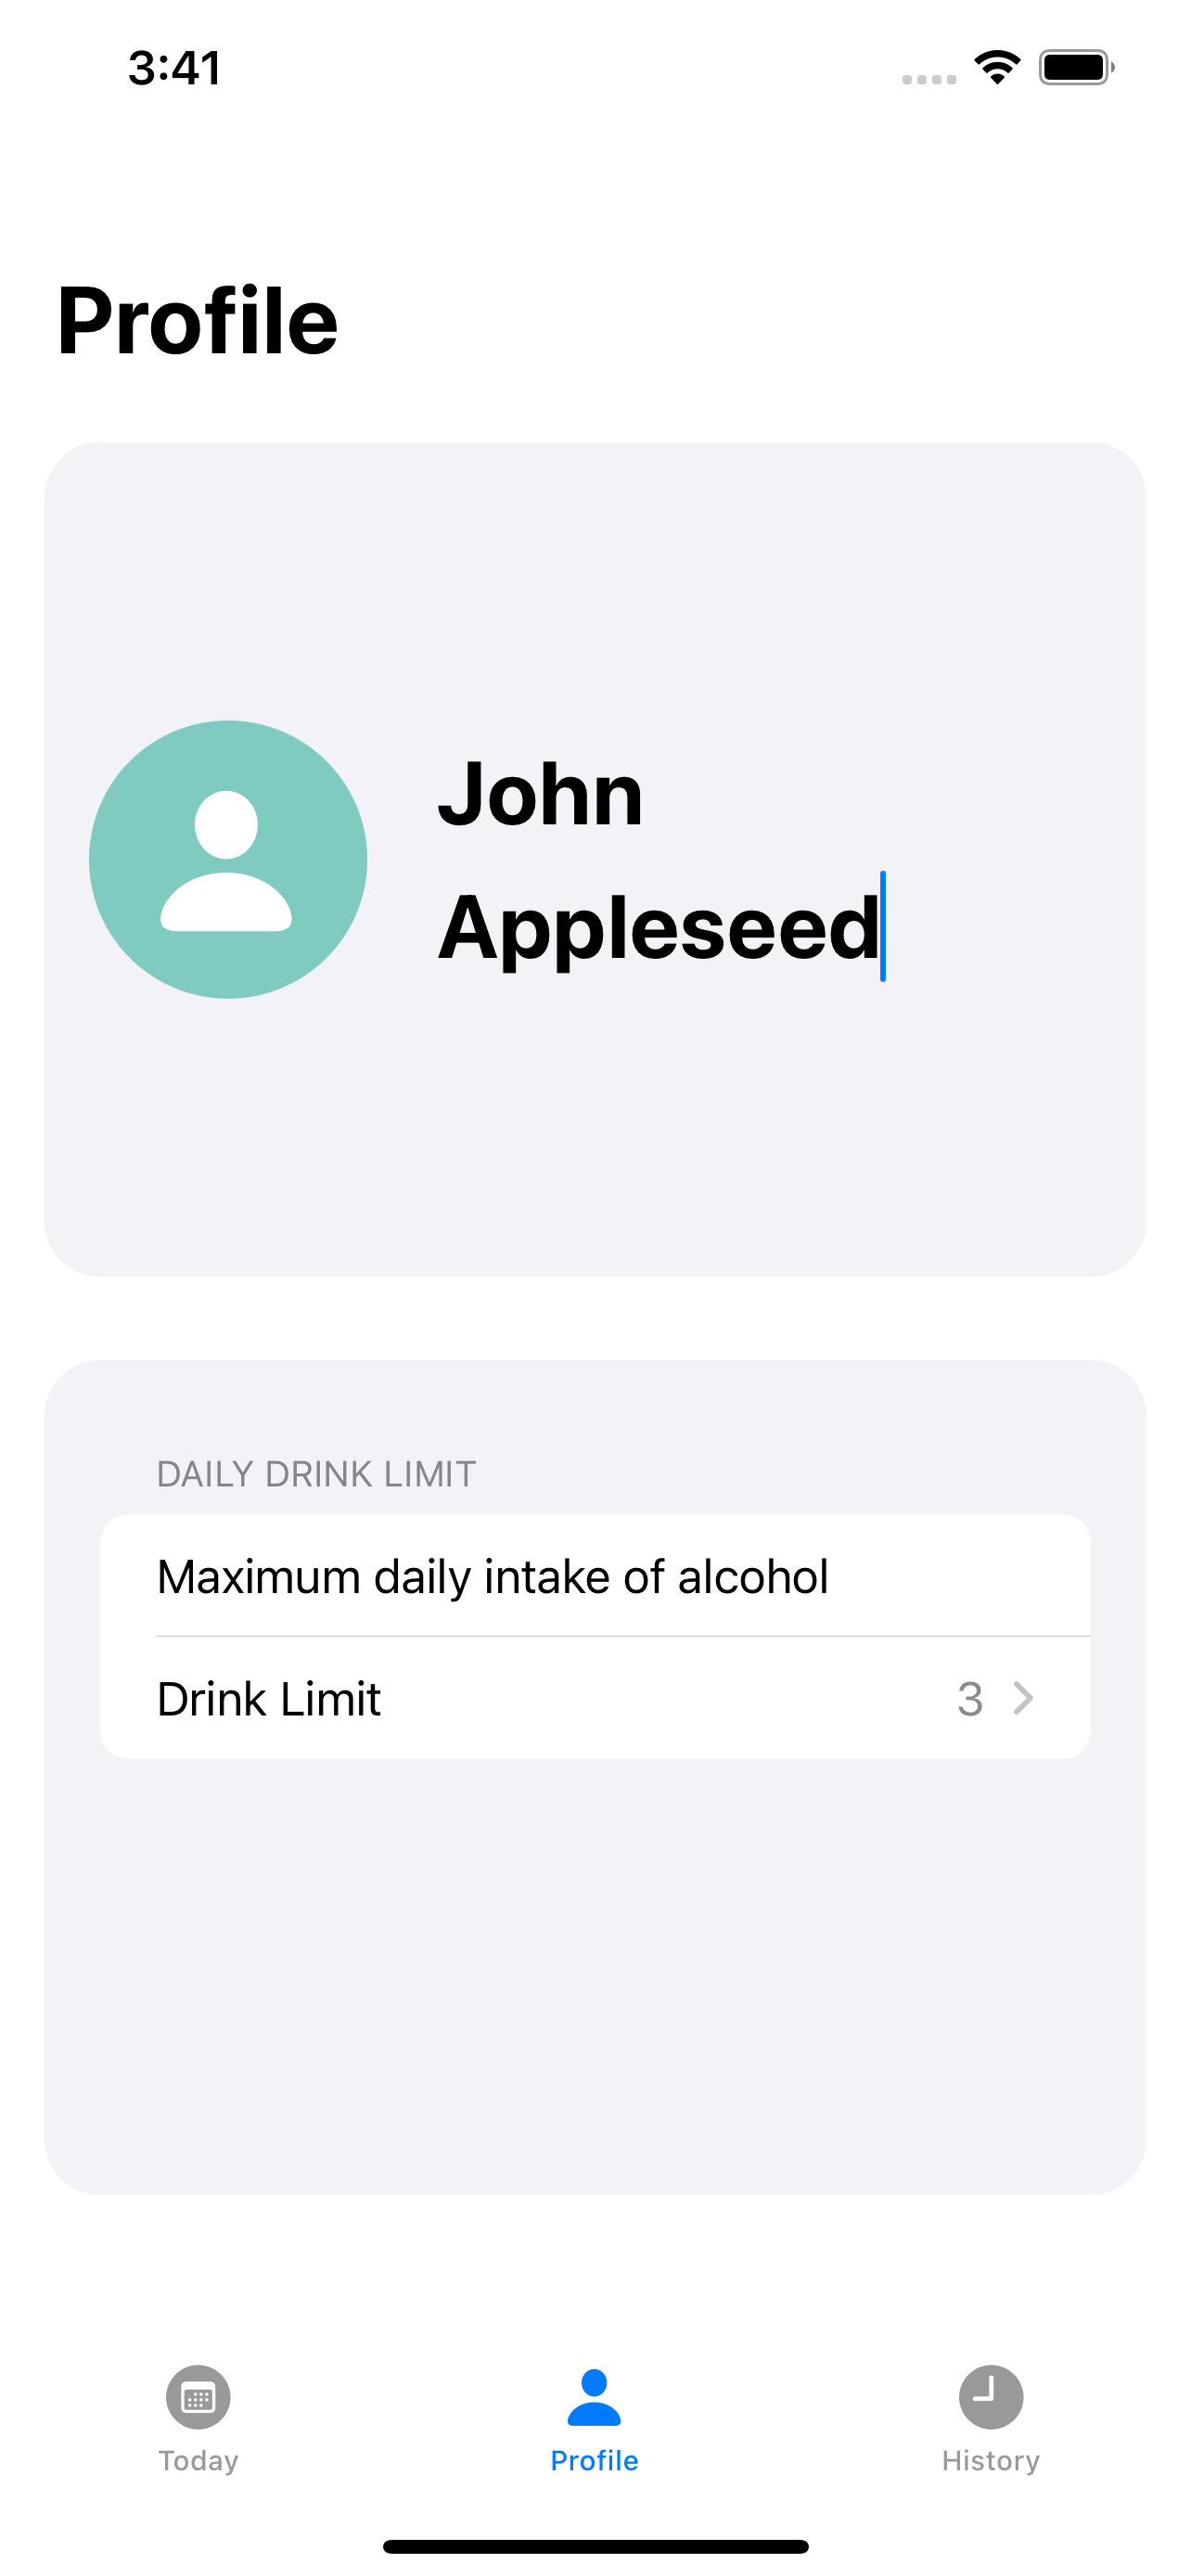 3:41
Profile
John
Appleseed
DAILY DRINK LIMIT
Maximum daily intake of alcohol
Drink Limit 3
Today Profile History